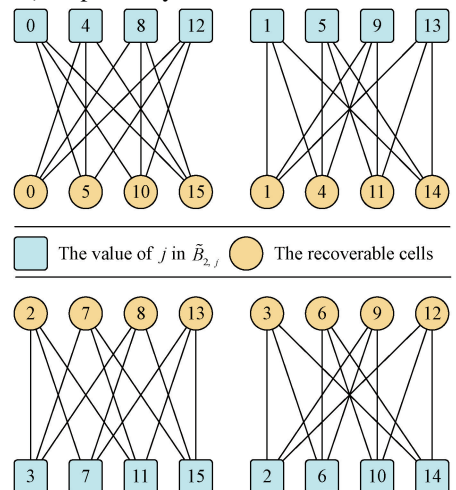 0 4 8 12 1 5 9 13
0 5 10 15 1 4 11 14
The value of j in B̃₂, ⱼ The recoverable cells
2 7 8 13 3 6 9 12
3 7 11 15 2 6 10 14